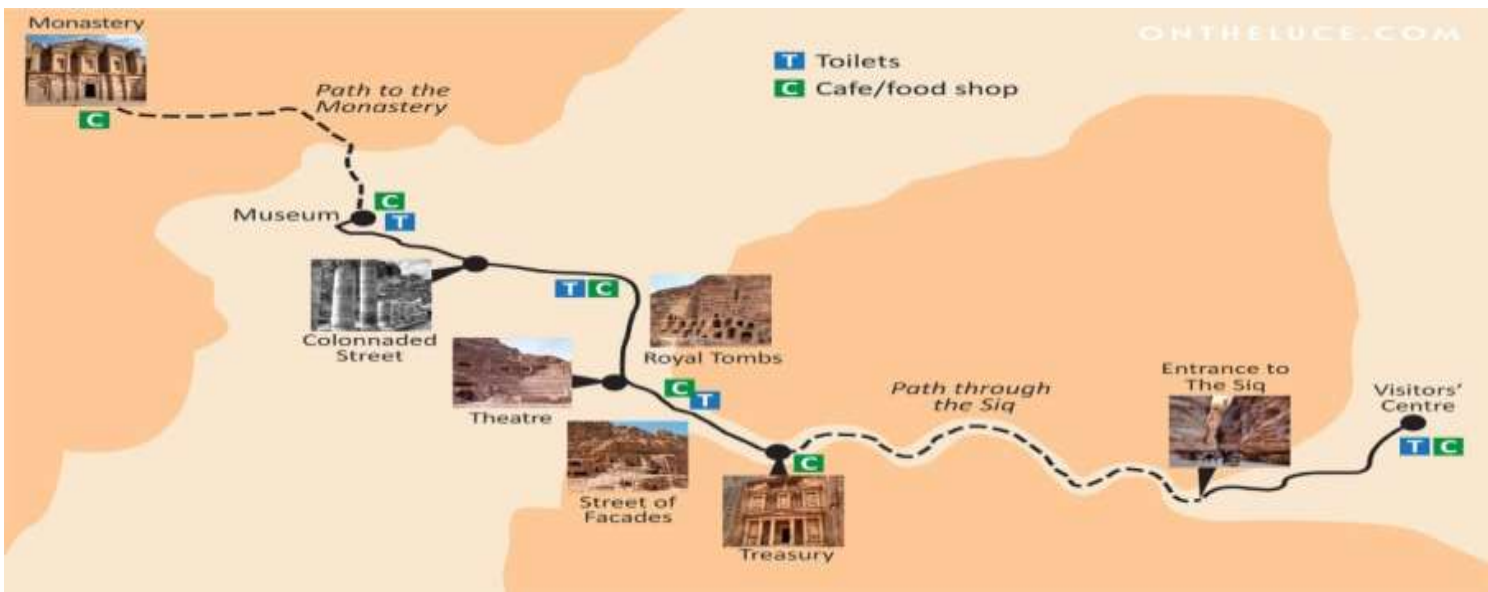 Monastery
ONTHELUCE.COM
T Toilets
C Cafe/food shop
Path to the
Monastery
C
C
Museum
T
T C
Colonnaded
Street
Royal Tombs
Entrance to
The Siq
Path through
the Siq
Visitors'
Centre
C
T
Theatre
T C
C
Street of
Facades
Treasury